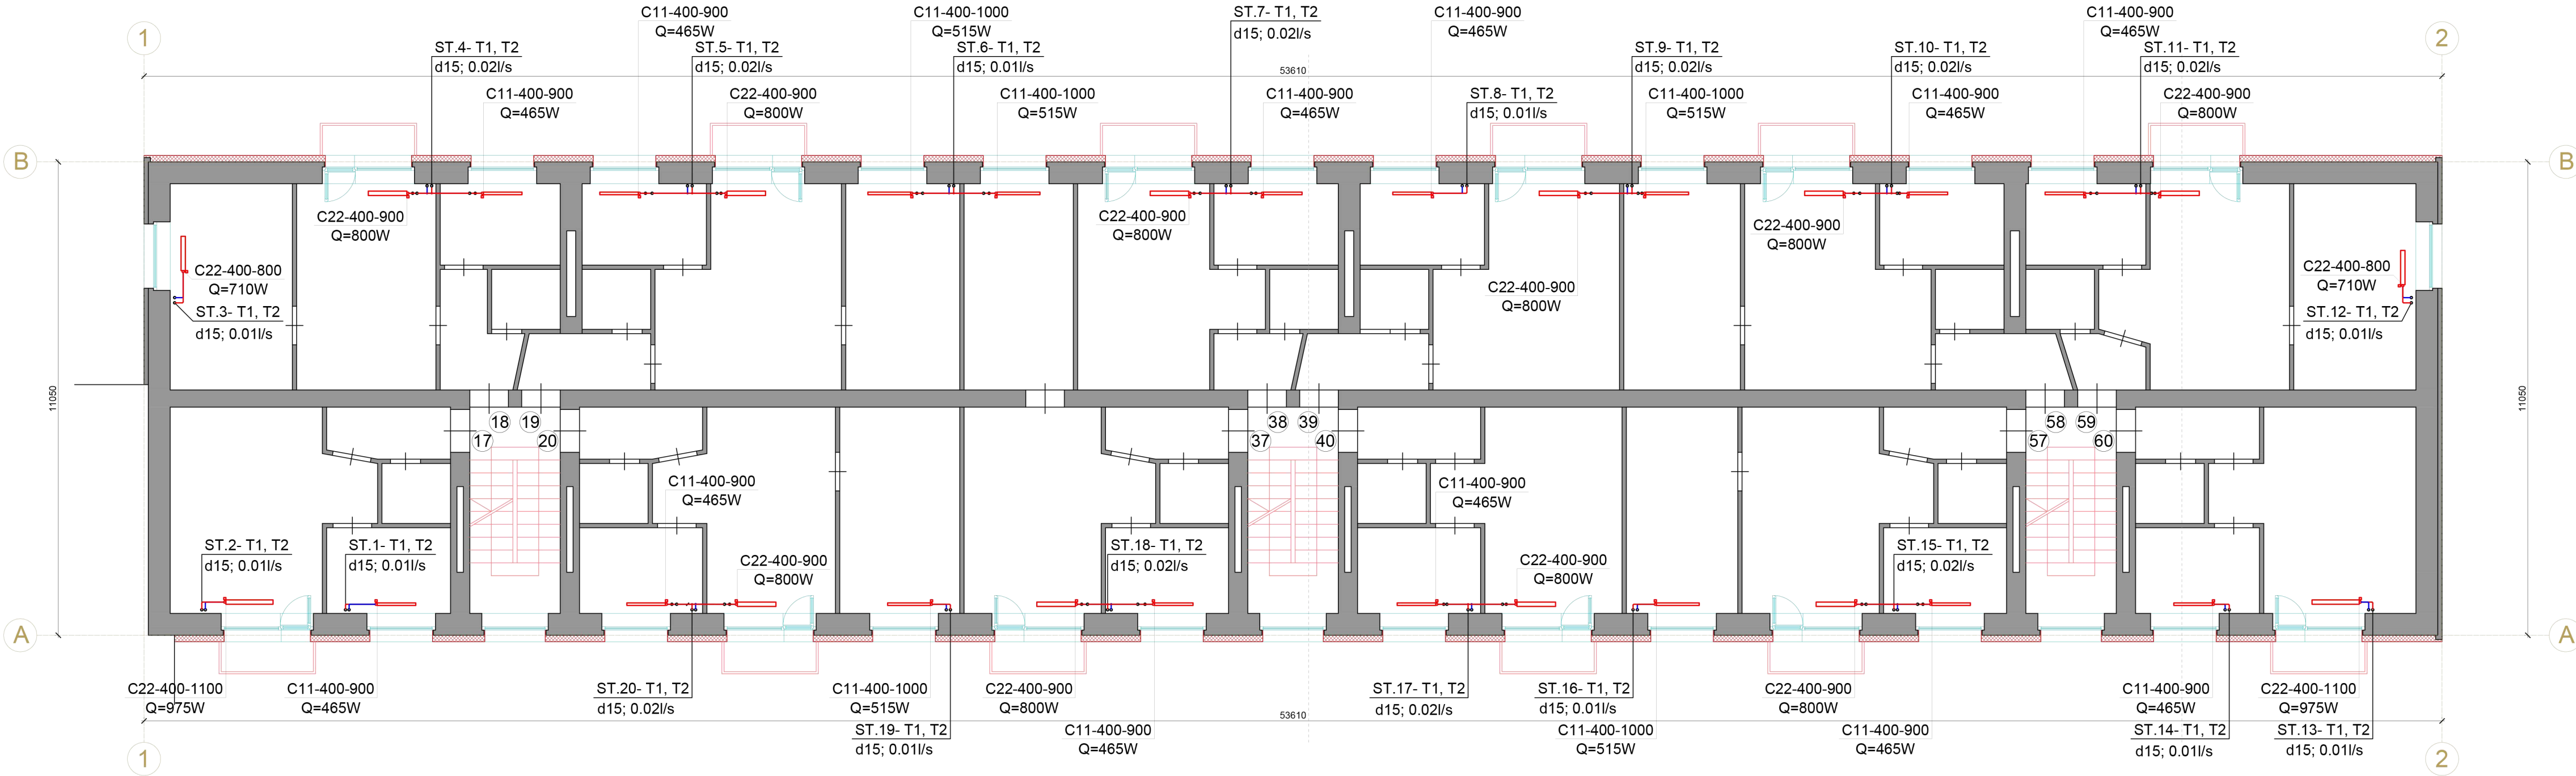 C11-400-900
Q=465W
C11-400-1000
Q=515W
ST.7- T1, T2
d15; 0.02l/s
C11-400-900
Q=465W
C11-400-900
Q=465W
1
2
ST.4- T1, T2
d15; 0.02l/s
ST.5- T1, T2
d15; 0.02l/s
ST.6- T1, T2
d15; 0.01l/s
ST.9- T1, T2
d15; 0.02l/s
ST.10- T1, T2
d15; 0.02l/s
ST.11- T1, T2
d15; 0.02l/s
53610
C11-400-900
Q=465W
C22-400-900
Q=800W
C11-400-1000
Q=515W
C11-400-900
Q=465W
ST.8- T1, T2
d15; 0.01l/s
C11-400-1000
Q=515W
C11-400-900
Q=465W
C22-400-900
Q=800W
B
B
C22-400-900
Q=800W
C22-400-900
Q=800W
C22-400-900
Q=800W
C22-400-800
Q=710W
ST.3- T1, T2
d15; 0.01l/s
C22-400-900
Q=800W
C22-400-800
Q=710W
ST.12- T1, T2
d15; 0.01l/s
11050
11050
18
19
17
20
38
39
37
40
58
59
57
60
C11-400-900
Q=465W
C11-400-900
Q=465W
ST.2- T1, T2
d15; 0.01l/s
ST.1- T1, T2
d15; 0.01l/s
C22-400-900
Q=800W
ST.18- T1, T2
d15; 0.02l/s
C22-400-900
Q=800W
ST.15- T1, T2
d15; 0.02l/s
A
A
C22-400-1100
Q=975W
C11-400-900
Q=465W
ST.20- T1, T2
d15; 0.02l/s
C11-400-1000
Q=515W
C22-400-900
Q=800W
ST.17- T1, T2
d15; 0.02l/s
ST.16- T1, T2
d15; 0.01l/s
C22-400-900
Q=800W
C11-400-900
Q=465W
C22-400-1100
Q=975W
53610
ST.19- T1, T2
d15; 0.01l/s
C11-400-900
Q=465W
C11-400-1000
Q=515W
C11-400-900
Q=465W
ST.14- T1, T2
d15; 0.01l/s
ST.13- T1, T2
d15; 0.01l/s
1
2